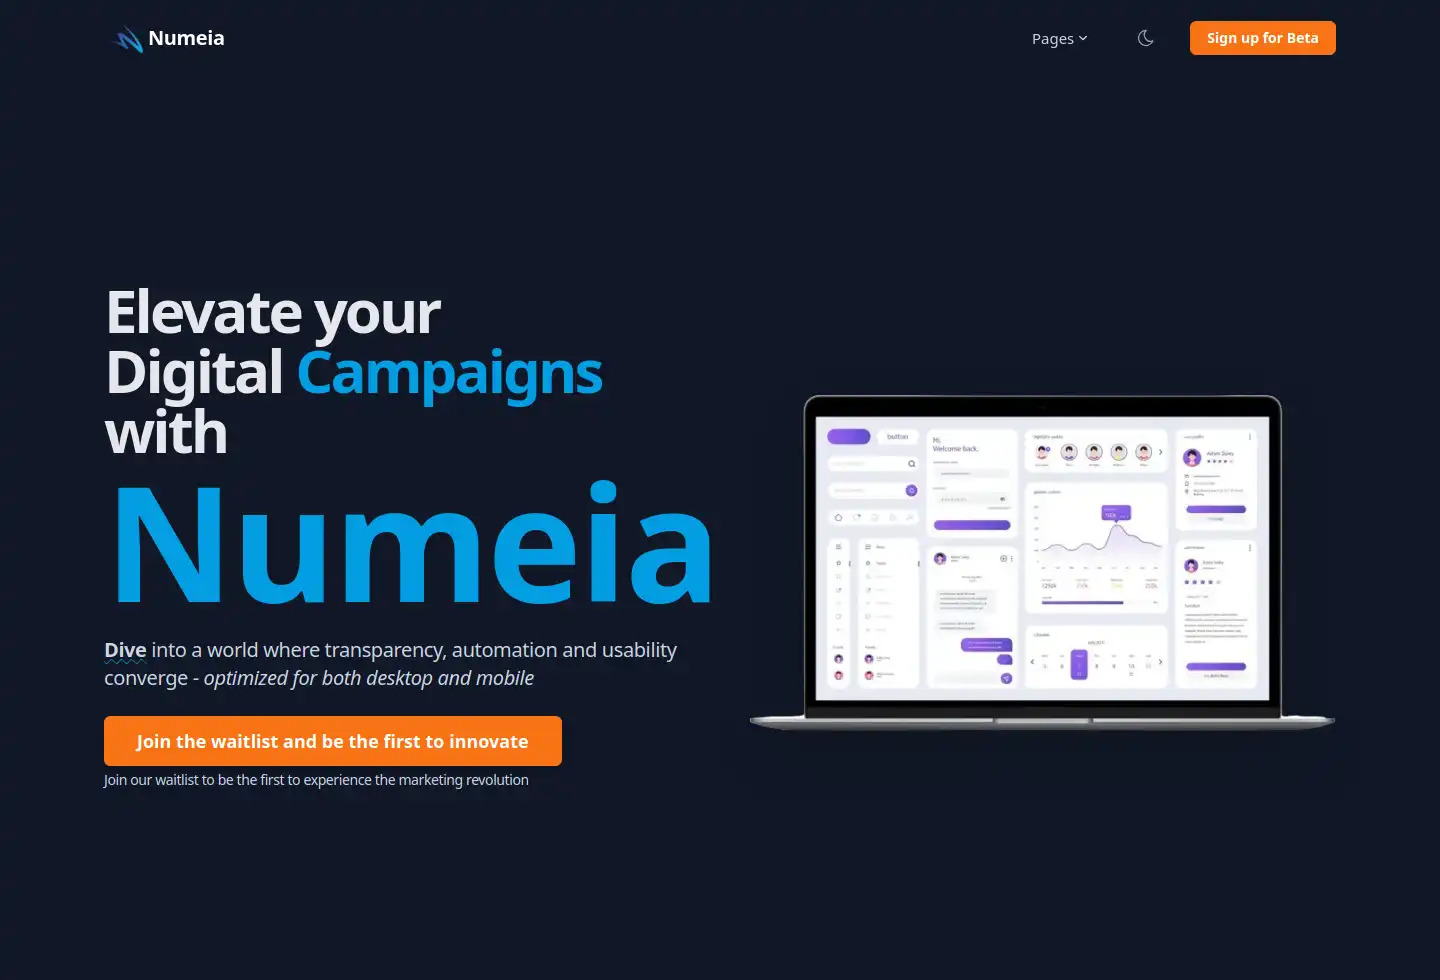 Numeia
Pages
Sign up for Beta
Elevate your
Digital Campaigns
with
Numeia
Dive into a world where transparency, automation and usability
converge - optimized for both desktop and mobile
Join the waitlist and be the first to innovate
Join our waitlist to be the first to experience the marketing revolution
button
Hi,
Welcome back.